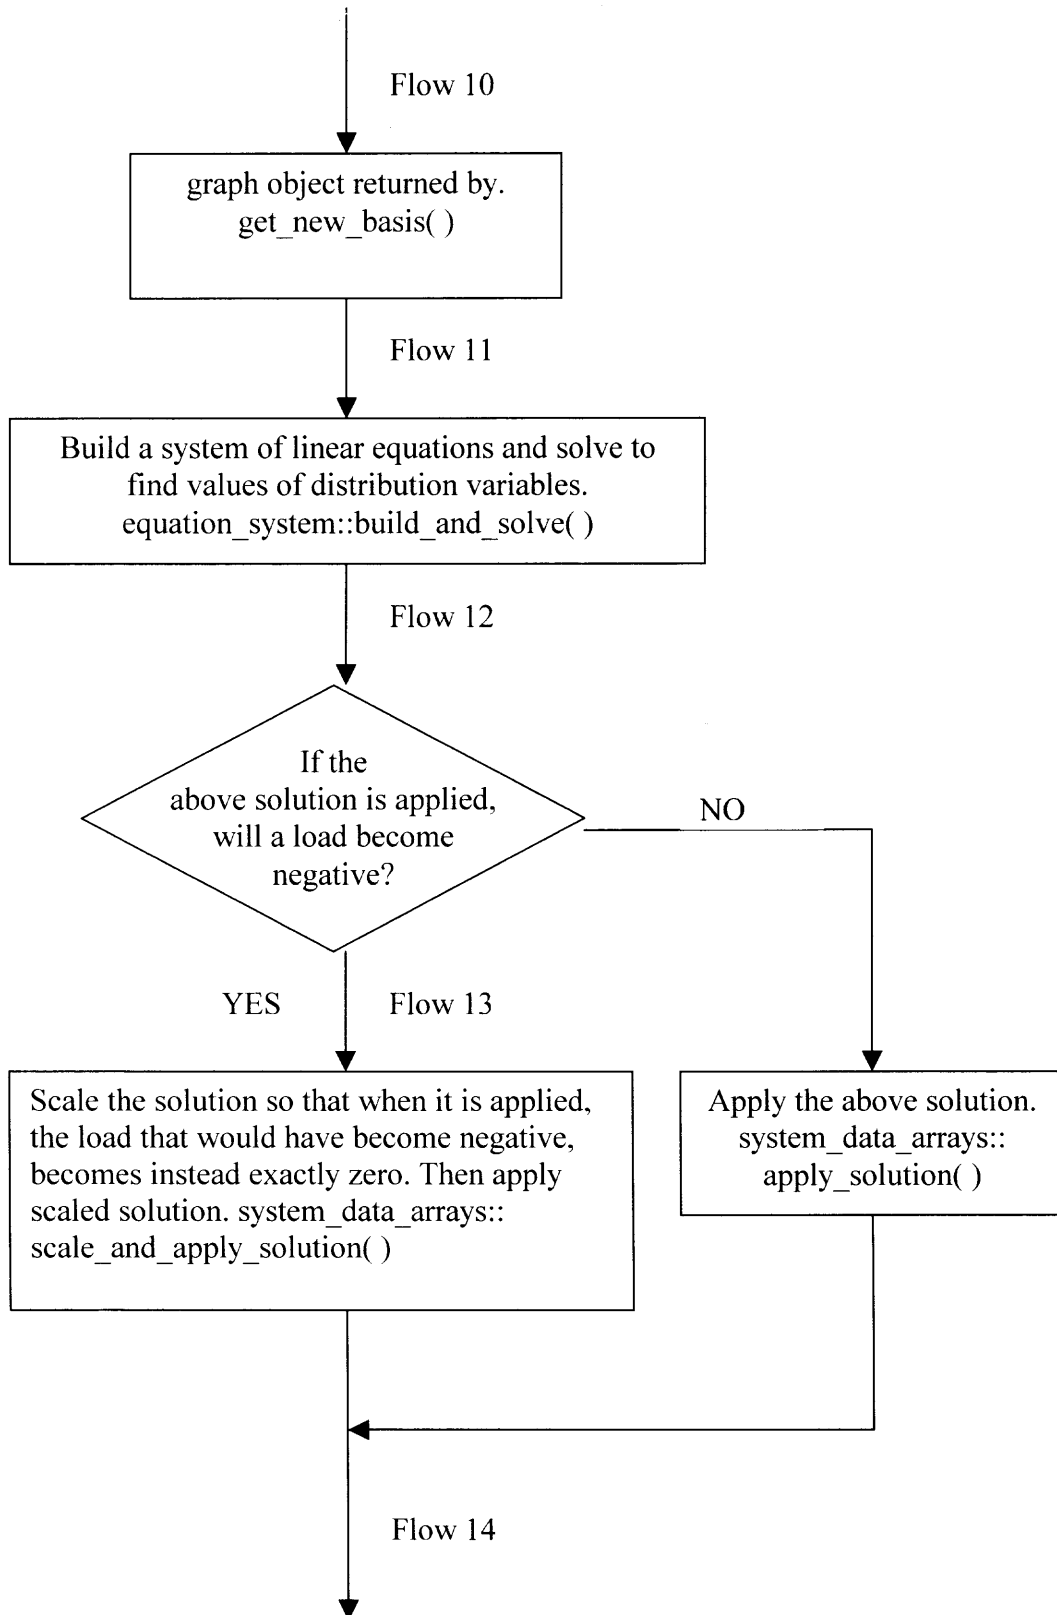 Flow 10
graph object returned by.
get_new_basis( )
Flow 11
Build a system of linear equations and solve to
find values of distribution variables.
equation_system::build_and_solve( )
Flow 12
If the
above solution is applied,
will a load become
negative?
NO
YES
Flow 13
Scale the solution so that when it is applied,
the load that would have become negative,
becomes instead exactly zero. Then apply
scaled solution. system_data_arrays::
scale_and_apply_solution( )
Apply the above solution.
system_data_arrays::
apply_solution( )
Flow 14